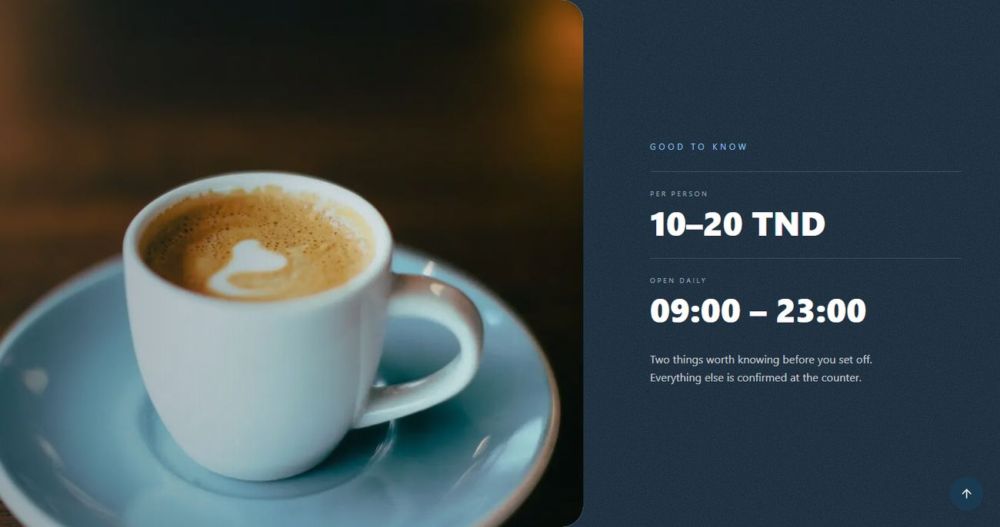 GOOD TO KNOW
PER PERSON
10–20 TND
OPEN DAILY
09:00 – 23:00
Two things worth knowing before you set off.
Everything else is confirmed at the counter.